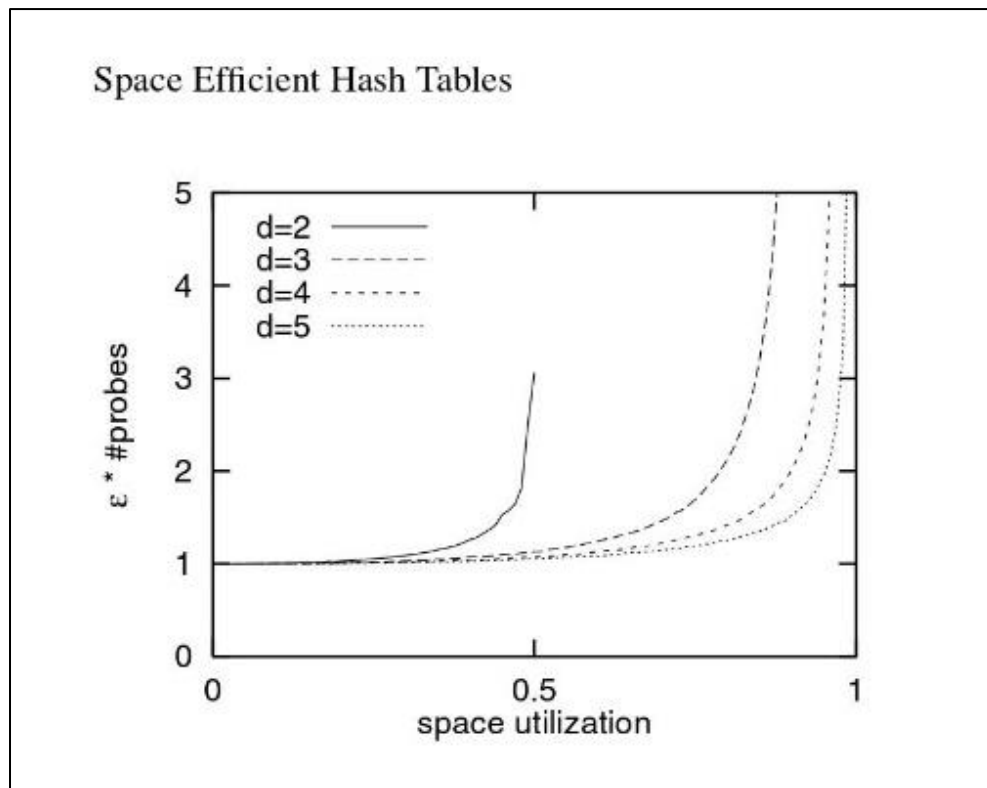 Space Efficient Hash Tables
5
d=2
d=3
4
d=4
d=5
3
ε * #probes
2
1
0
0 0.5 1
space utilization